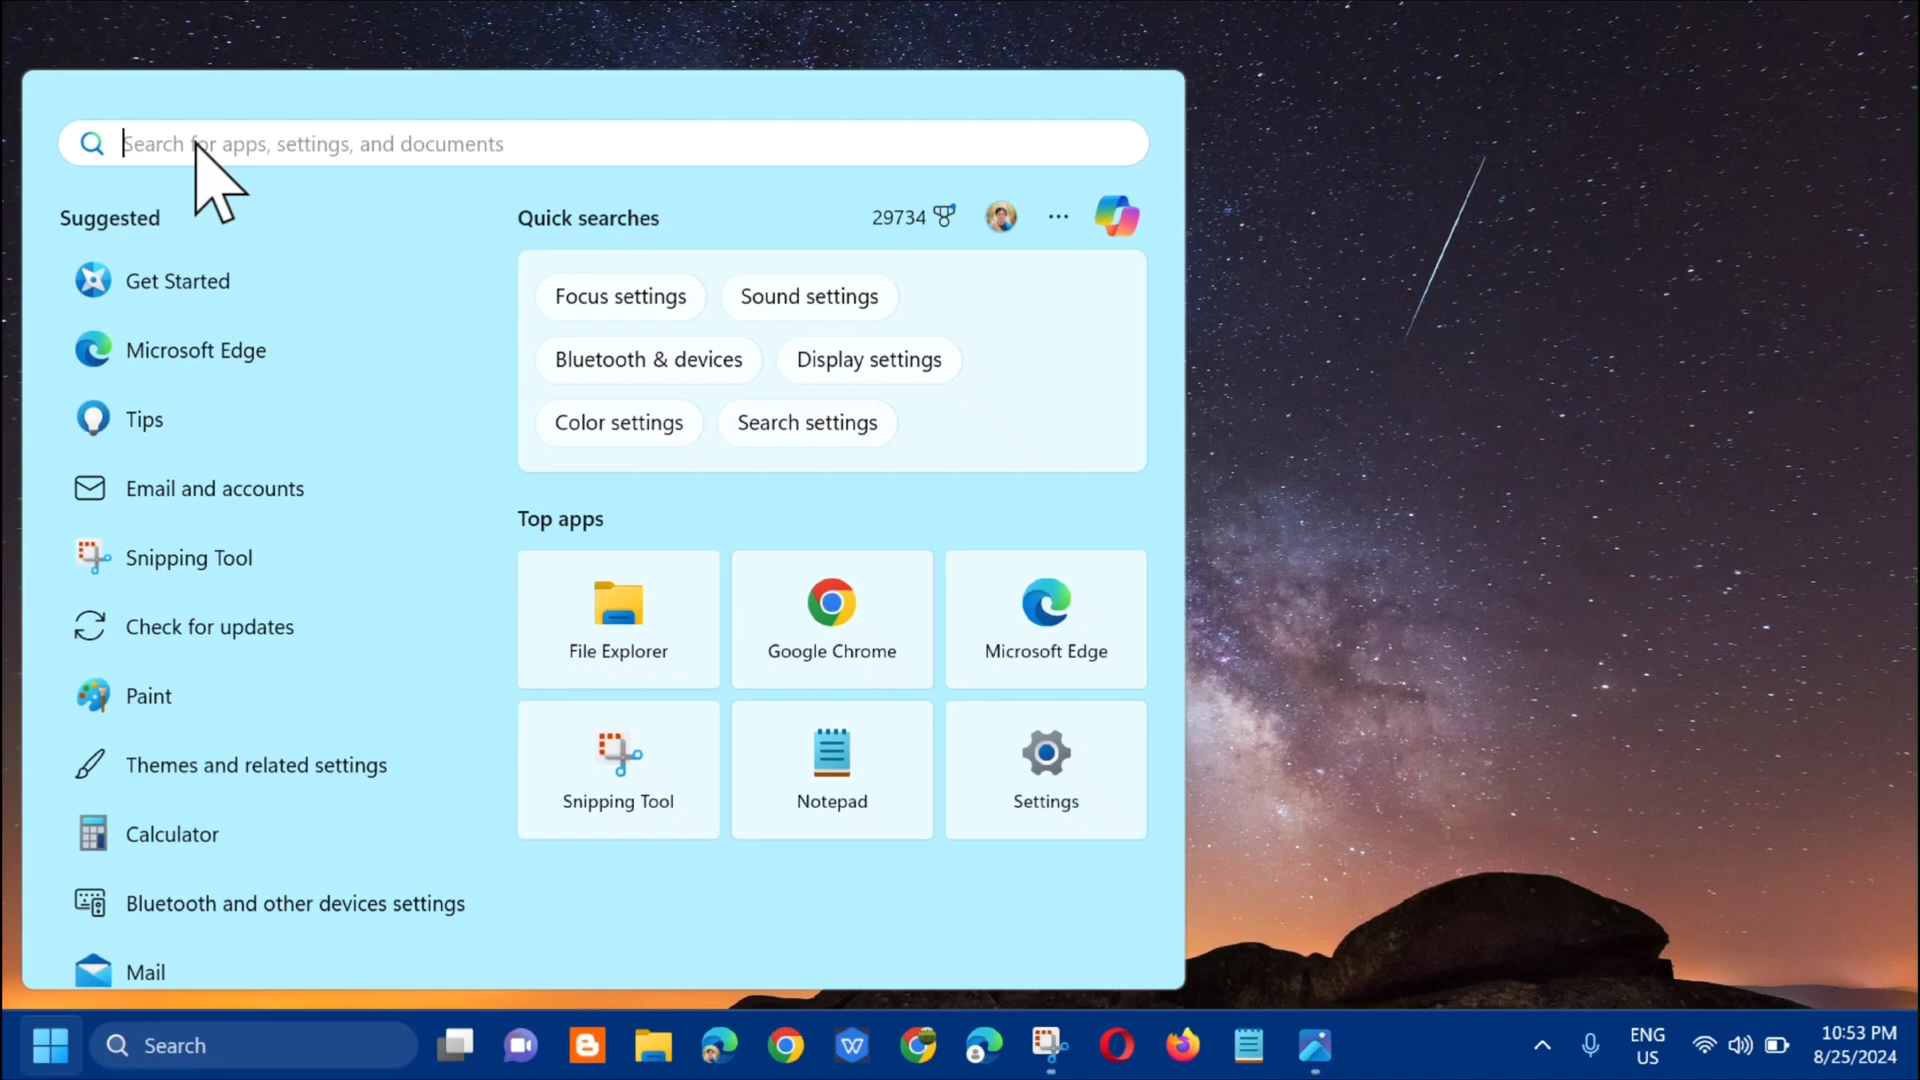 Search for apps, settings, and documents
Suggested
Get Started
Microsoft Edge
Tips
Email and accounts
Snipping Tool
Check for updates
Paint
Themes and related settings
Calculator
Bluetooth and other devices settings
Mail
Quick searches
29734
Focus settings
Sound settings
Bluetooth & devices
Display settings
Color settings
Search settings
Top apps
File Explorer
Google Chrome
Microsoft Edge
Snipping Tool
Notepad
Settings
Search
ENG
US
10:53 PM
8/25/2024